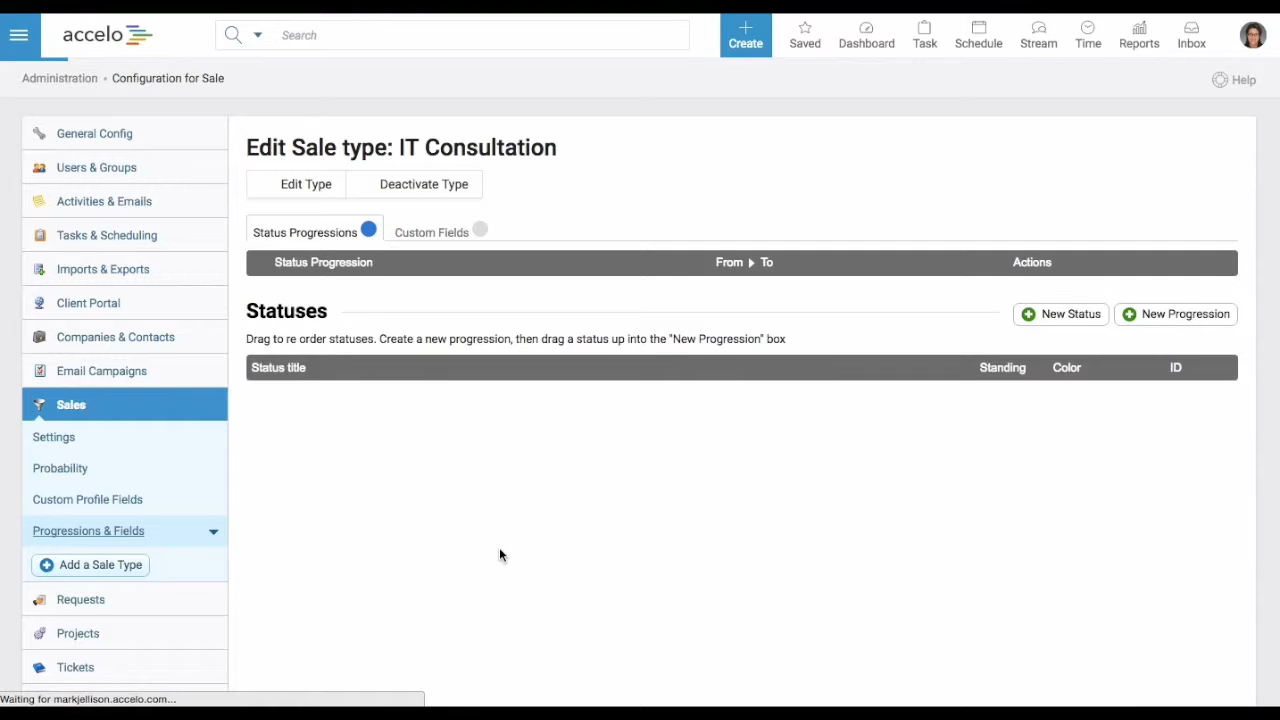 accelo
Search
Create
Saved
Dashboard
Task
Schedule
Stream
Time
Reports
Inbox
Administration • Configuration for Sale
Help
General Config
Users & Groups
Activities & Emails
Tasks & Scheduling
Imports & Exports
Client Portal
Companies & Contacts
Email Campaigns
Sales
Settings
Probability
Custom Profile Fields
Progressions & Fields
Add a Sale Type
Requests
Projects
Tickets
Edit Sale type: IT Consultation
Edit Type
Deactivate Type
Status Progressions
Custom Fields
Status Progression From To Actions
Statuses
New Status
New Progression
Drag to re order statuses. Create a new progression, then drag a status up into the "New Progression" box
Status title Standing Color ID
Waiting for markjellison.accelo.com...